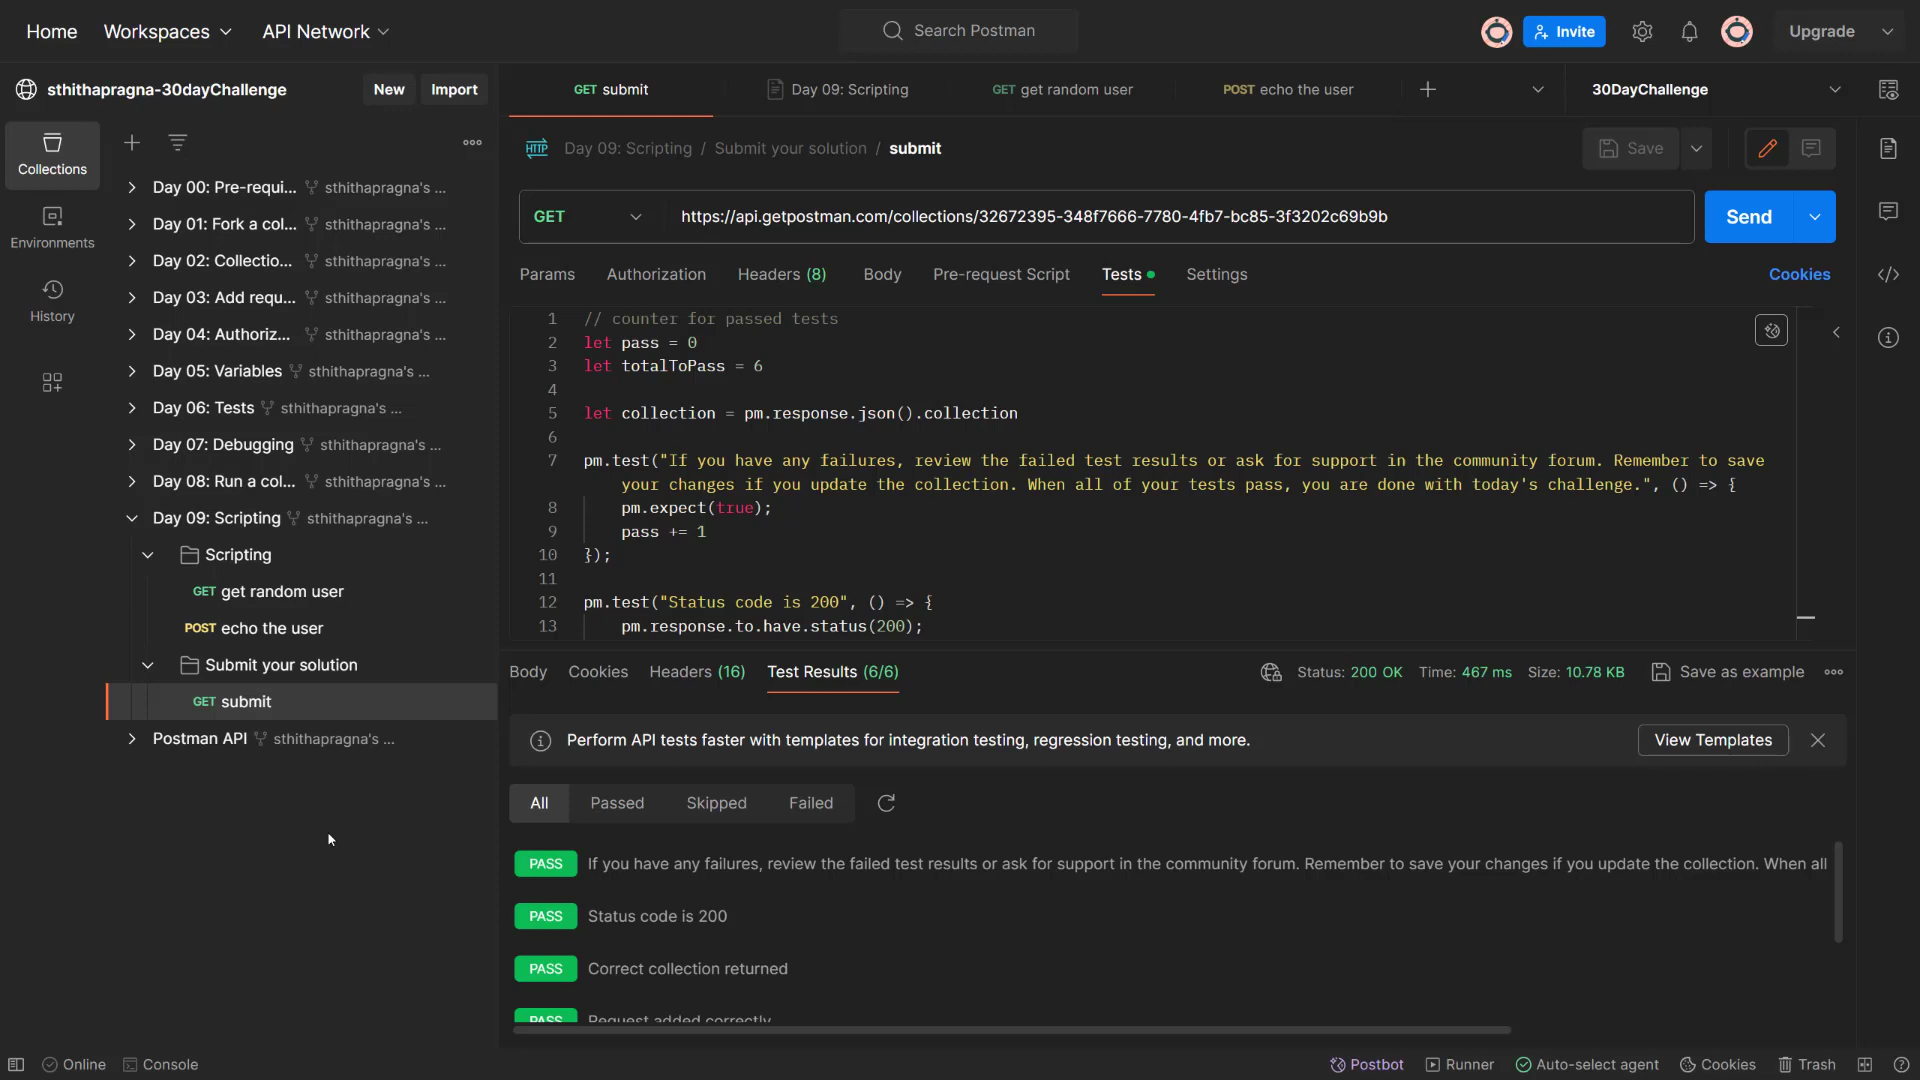 Home
Workspaces
API Network
Search Postman
Invite
Upgrade
sthithapragna-30dayChallenge
New
Import
GET submit
Day 09: Scripting
GET get random user
POST echo the user
30DayChallenge
Collections
Environments
History
Day 00: Pre-requi... sthithapragna's ...
Day 01: Fork a col... sthithapragna's ...
Day 02: Collectio... sthithapragna's ...
Day 03: Add requ... sthithapragna's ...
Day 04: Authoriz... sthithapragna's ...
Day 05: Variables sthithapragna's ...
Day 06: Tests sthithapragna's ...
Day 07: Debugging sthithapragna's ...
Day 08: Run a col... sthithapragna's ...
Day 09: Scripting sthithapragna's ...
Scripting
GET get random user
POST echo the user
Submit your solution
GET submit
Postman API sthithapragna's ...
HTTP Day 09: Scripting / Submit your solution / submit
Save
GET https://api.getpostman.com/collections/32672395-348f7666-7780-4fb7-bc85-3f3202c69b9b
Send
Params Authorization Headers (8) Body Pre-request Script Tests Settings Cookies
1 // counter for passed tests
2 let pass = 0
3 let totalToPass = 6
4
5 let collection = pm.response.json().collection
6
7 pm.test("If you have any failures, review the failed test results or ask for support in the community forum. Remember to save
your changes if you update the collection. When all of your tests pass, you are done with today's challenge.", () => {
8 pm.expect(true);
9 pass += 1
10 });
11
12 pm.test("Status code is 200", () => {
13 pm.response.to.have.status(200);
Body Cookies Headers (16) Test Results (6/6) Status: 200 OK Time: 467 ms Size: 10.78 KB Save as example
Perform API tests faster with templates for integration testing, regression testing, and more. View Templates
All Passed Skipped Failed
PASS If you have any failures, review the failed test results or ask for support in the community forum. Remember to save your changes if you update the collection. When all
PASS Status code is 200
PASS Correct collection returned
PASS Request added correctly
Online Console Postbot Runner Auto-select agent Cookies Trash